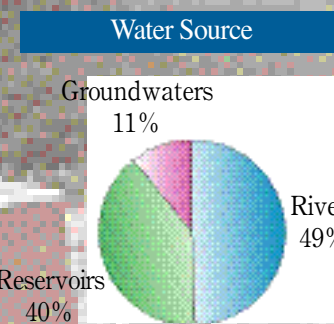 Water Source
Groundwaters
11%
Rive
49%
Reservoirs
40%